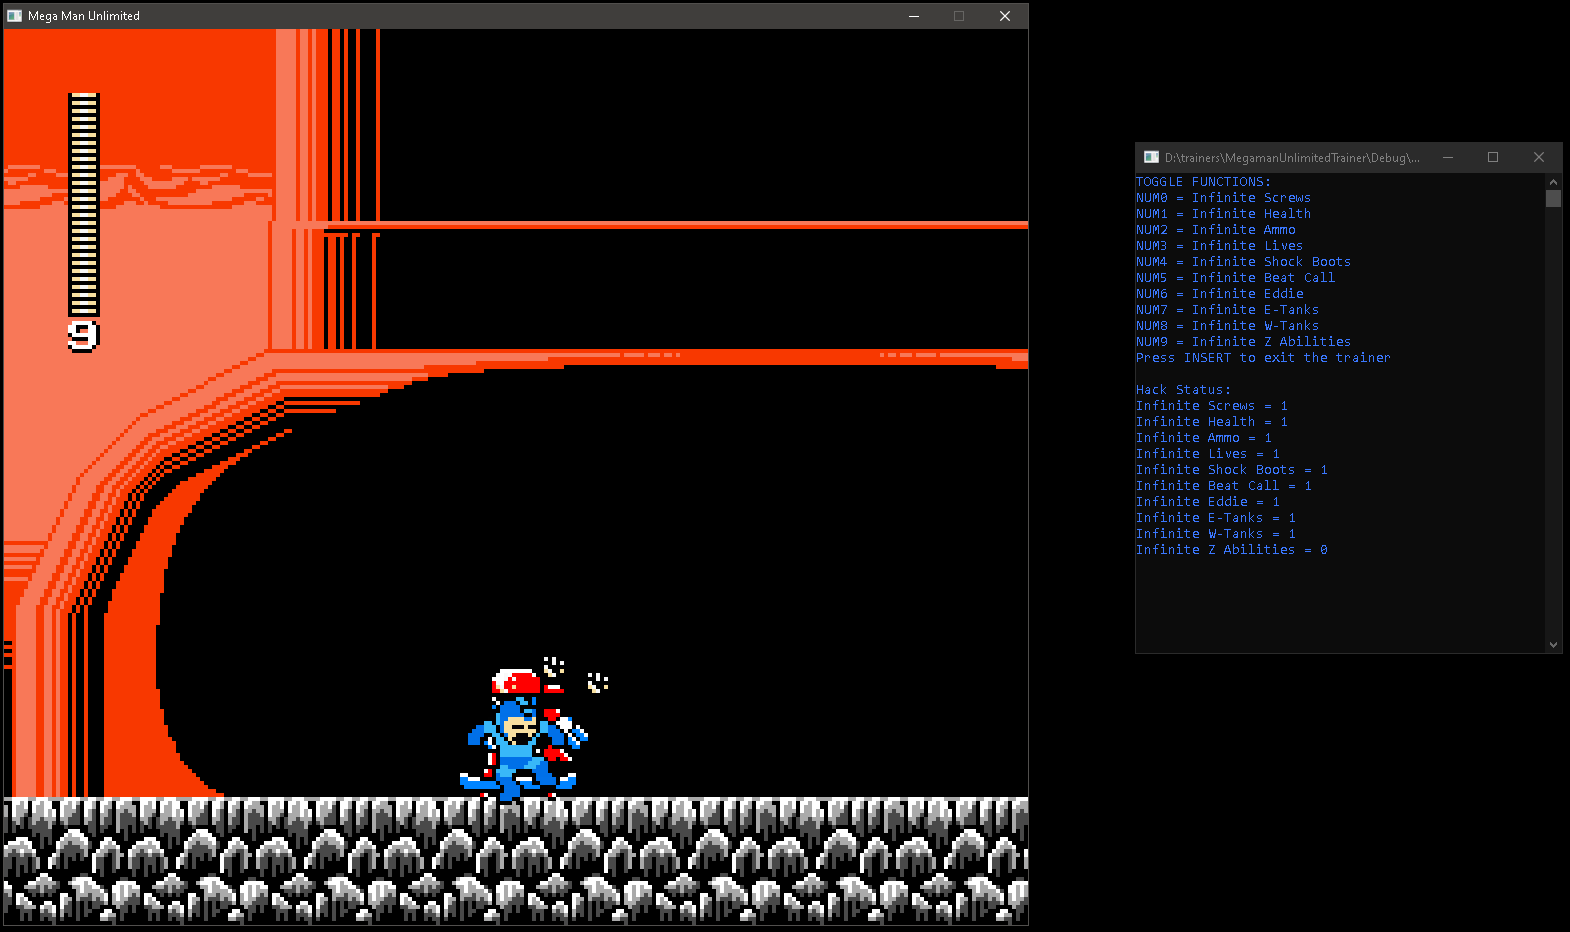 Mega Man Unlimited
9
D:\trainers\MegamanUnlimitedTrainer\Debug\...
TOGGLE FUNCTIONS:
NUM0 = Infinite Screws
NUM1 = Infinite Health
NUM2 = Infinite Ammo
NUM3 = Infinite Lives
NUM4 = Infinite Shock Boots
NUM5 = Infinite Beat Call
NUM6 = Infinite Eddie
NUM7 = Infinite E-Tanks
NUM8 = Infinite W-Tanks
NUM9 = Infinite Z Abilities
Press INSERT to exit the trainer
Hack Status:
Infinite Screws = 1
Infinite Health = 1
Infinite Ammo = 1
Infinite Lives = 1
Infinite Shock Boots = 1
Infinite Beat Call = 1
Infinite Eddie = 1
Infinite E-Tanks = 1
Infinite W-Tanks = 1
Infinite Z Abilities = 0